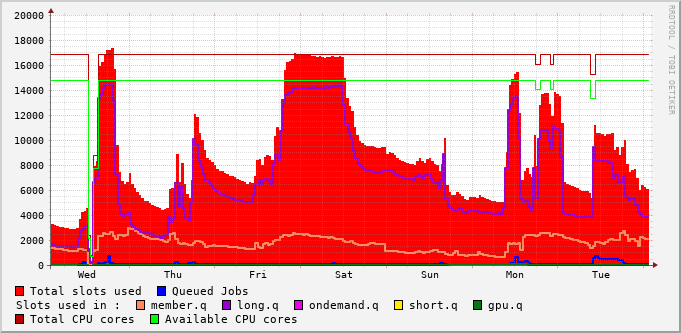 20000
18000
16000
14000
12000
10000
8000
6000
4000
2000
0
Wed Thu Fri Sat Sun Mon Tue
RRDTOOL / TOBI OETIKER
Total slots used Queued Jobs
Slots used in : member.q long.q ondemand.q short.q gpu.q
Total CPU cores Available CPU cores